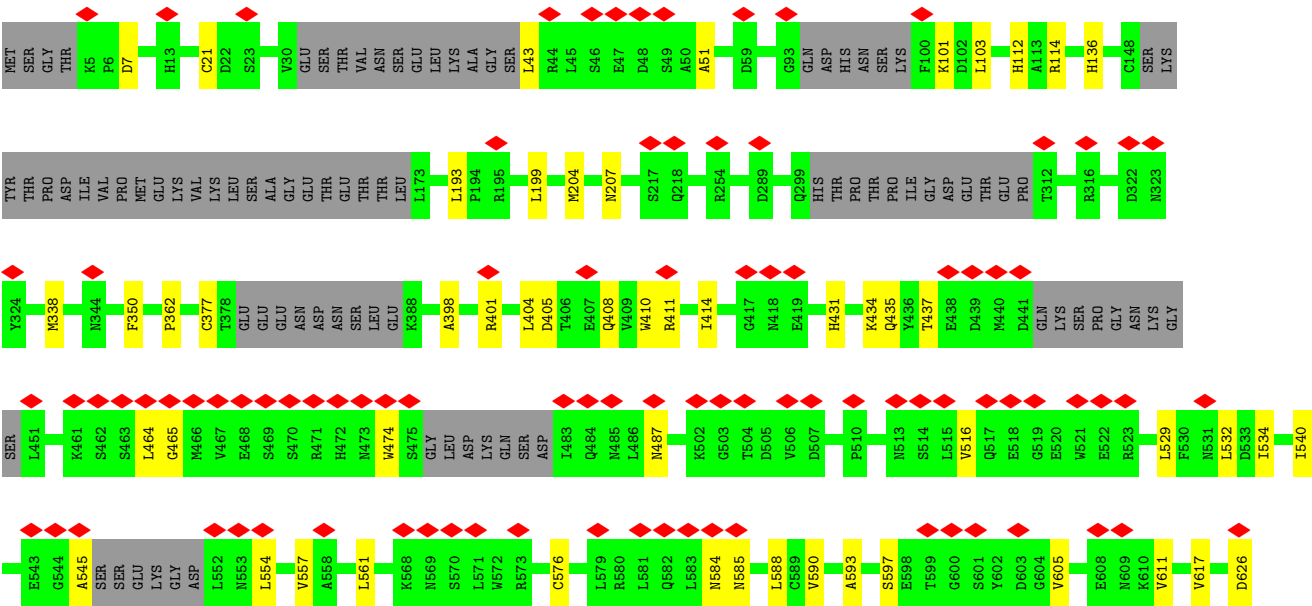 MET SER GLY THR K5 P6 D7 H13 C21 D22 S23 V30 GLU SER THR VAL ASN SER GLU LEU LYS ALA GLY SER L43 R44 L45 S46 E47 D48 S49 A50 A51 D59 G93 GLN ASP HIS ASN SER LYS F100 K101 D102 L103 H112 A113 R114 H136 C148 SER LYS
TYR THR PRO ASP ILE VAL PRO MET GLU LYS VAL LYS LEU SER ALA GLY GLU THR GLU THR THR LEU L173 L193 P194 R195 L199 M204 N207 S217 Q218 R254 D289 Q299 HIS THR PRO THR PRO ILE GLY ASP GLU THR GLU PRO T312 R316 D322 N323
Y324 M338 N344 F350 P362 C377 T378 GLU GLU GLU ASN ASP ASN SER LEU GLU K388 A398 R401 L404 D405 T406 E407 Q408 V409 W410 R411 I414 G417 N418 E419 H431 K434 Q435 Y436 T437 E438 D439 M440 D441 GLN LYS SER PRO GLY ASN LYS GLY
SER L451 K461 S462 S463 L464 G465 M466 V467 E468 S469 S470 R471 H472 N473 W474 S475 GLY LEU ASP LYS GLN SER ASP I483 Q484 N485 L486 N487 K502 G503 T504 D505 V506 D507 P510 N513 S514 L515 V516 Q517 E518 G519 E520 W521 E522 R523 L529 F530 N531 L532 D533 I534 I540
E543 G544 A545 SER SER GLU LYS GLY ASP L552 N553 L554 V557 A558 L561 K568 N569 S570 L571 W572 R573 C576 L579 R580 L581 Q582 L583 N584 N585 L588 C589 V590 A593 S597 E598 T599 G600 S601 Y602 D603 G604 V605 E608 N609 K610 V611 V617 D626